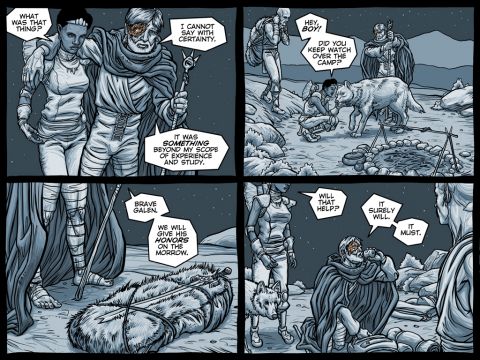 WHAT
WAS THAT
THING?
I CANNOT
SAY WITH
CERTAINTY.
IT WAS
SOMETHING
BEYOND MY SCOPE
OF EXPERIENCE
AND STUDY.
HEY,
BOY!
DID YOU
KEEP WATCH
OVER THE
CAMP?
BRAVE
GALEN.
WE WILL
GIVE HIS
HONORS
ON THE
MORROW.
WILL
THAT
HELP?
IT
SURELY
WILL.
IT
MUST.